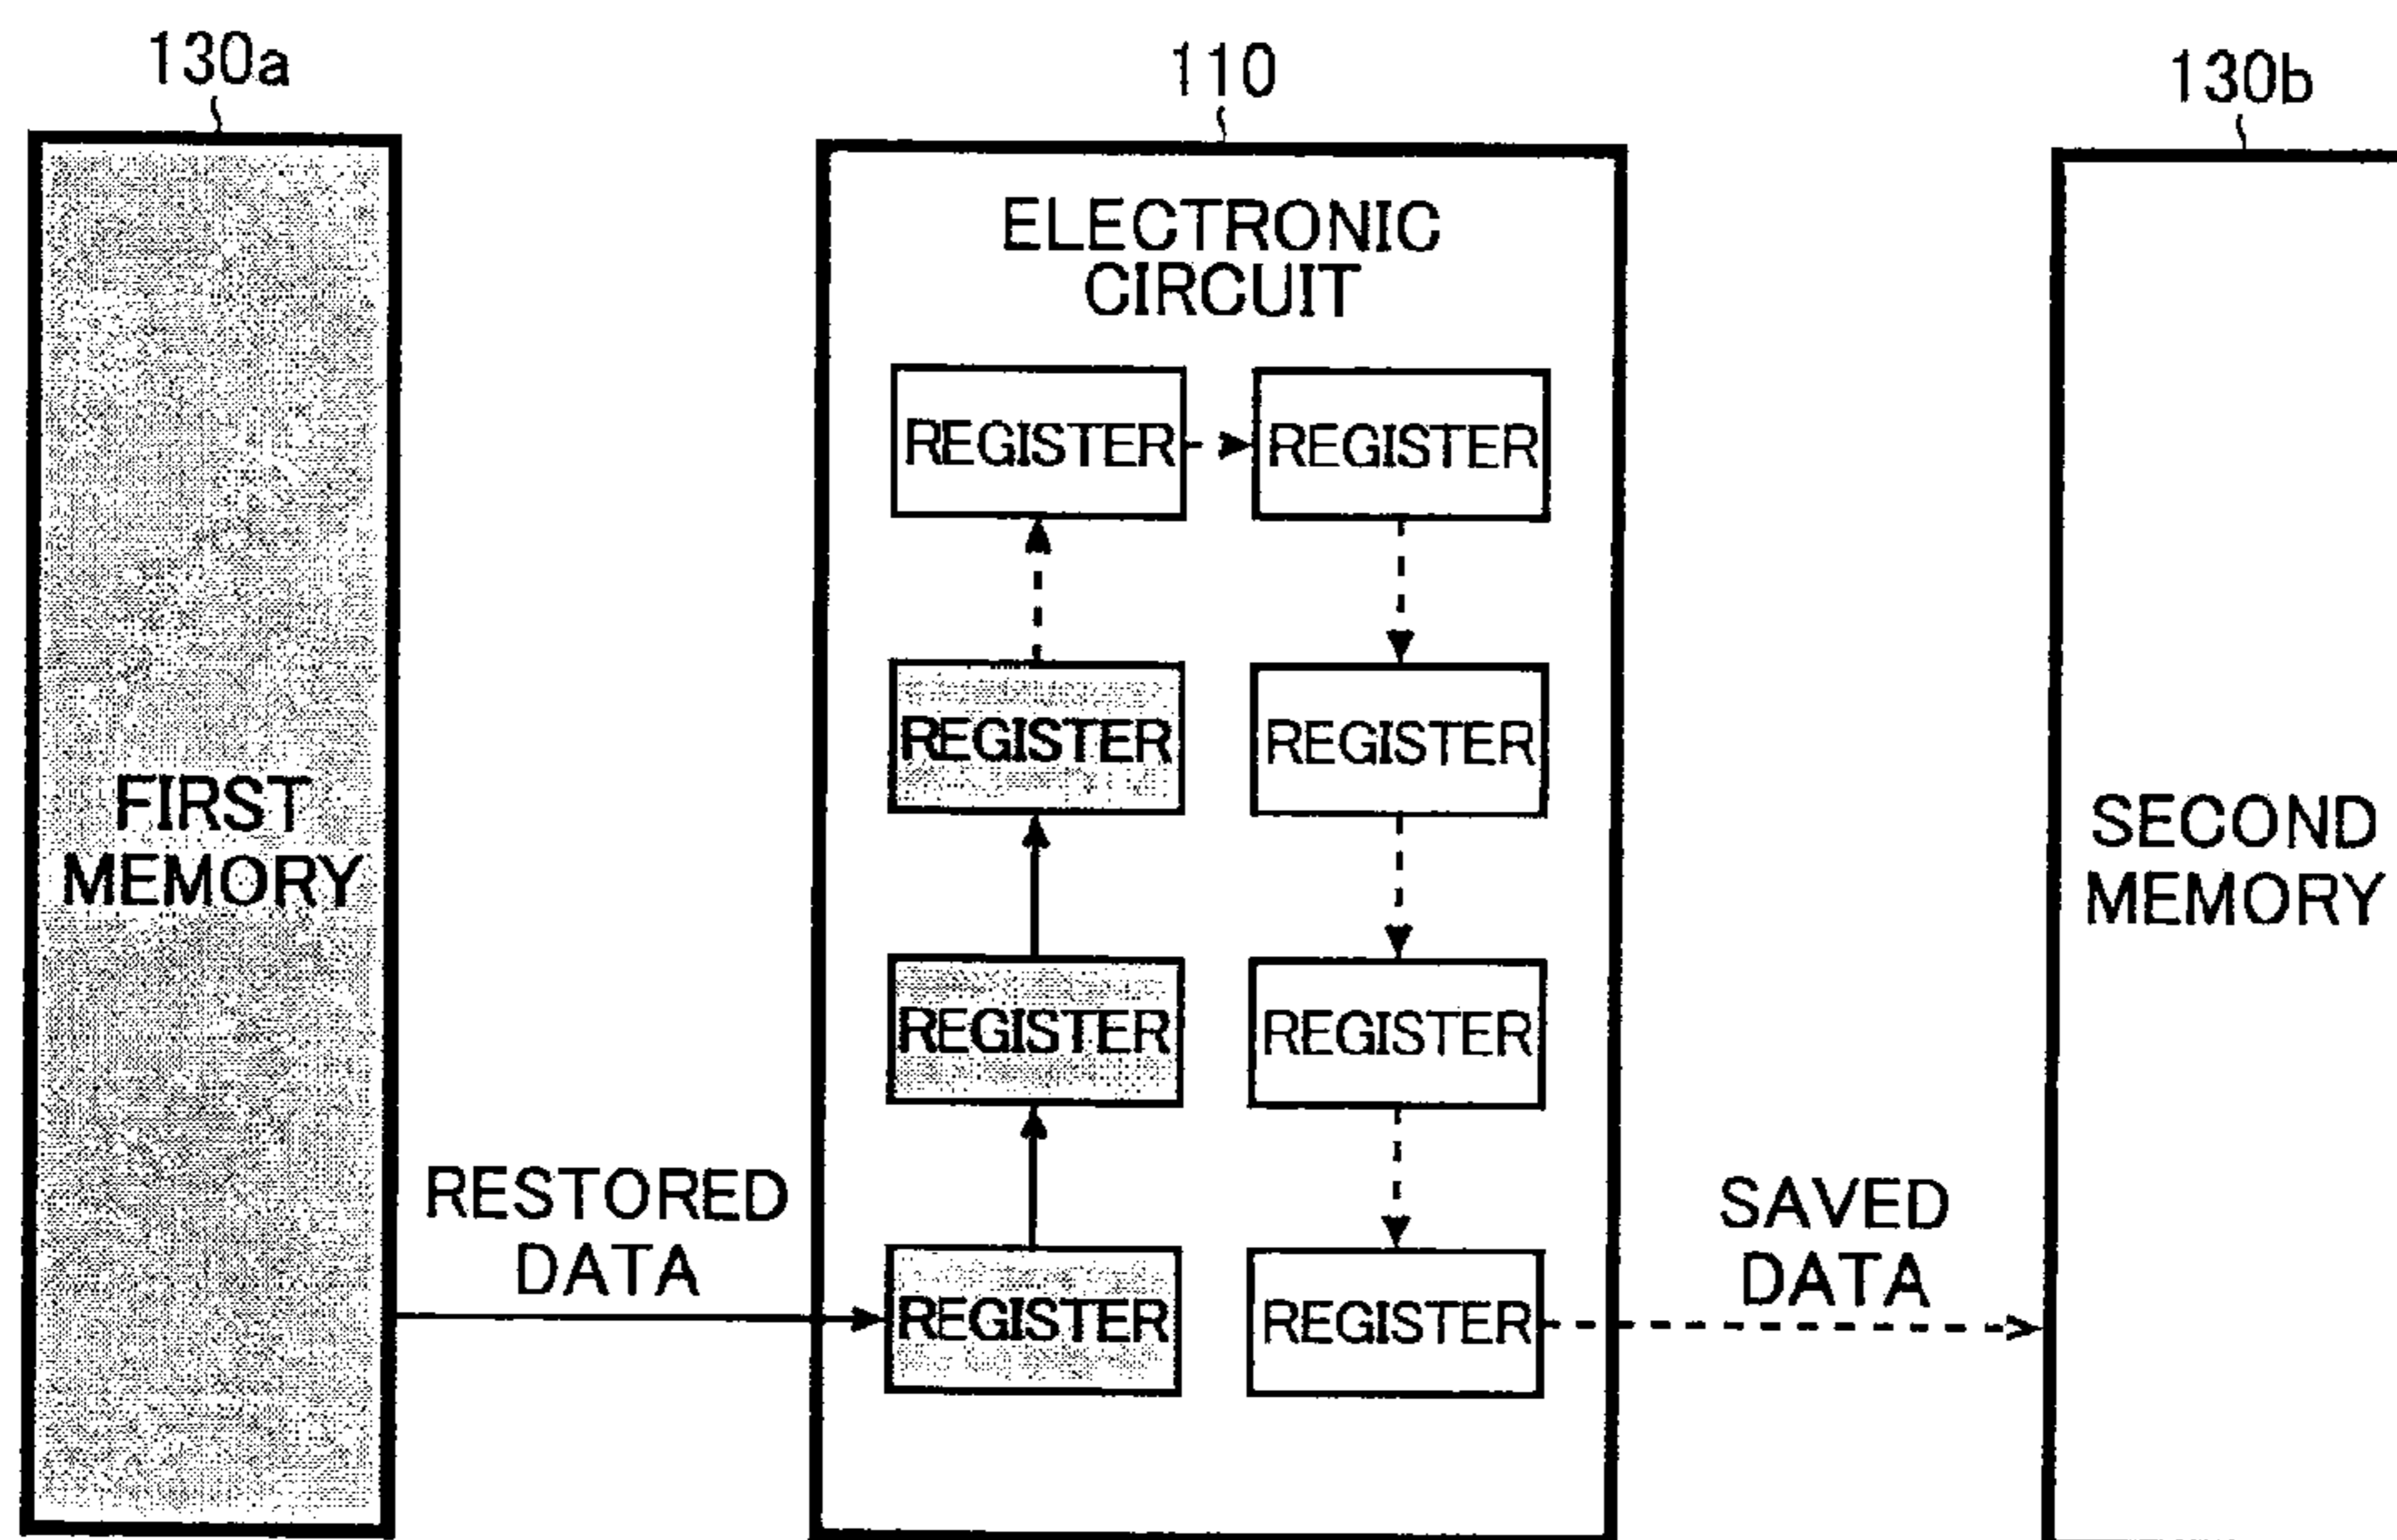 130a
110
130b
ELECTRONIC
CIRCUIT
REGISTER
REGISTER
REGISTER
REGISTER
FIRST
MEMORY
SECOND
MEMORY
REGISTER
REGISTER
RESTORED
DATA
SAVED
DATA
REGISTER
REGISTER